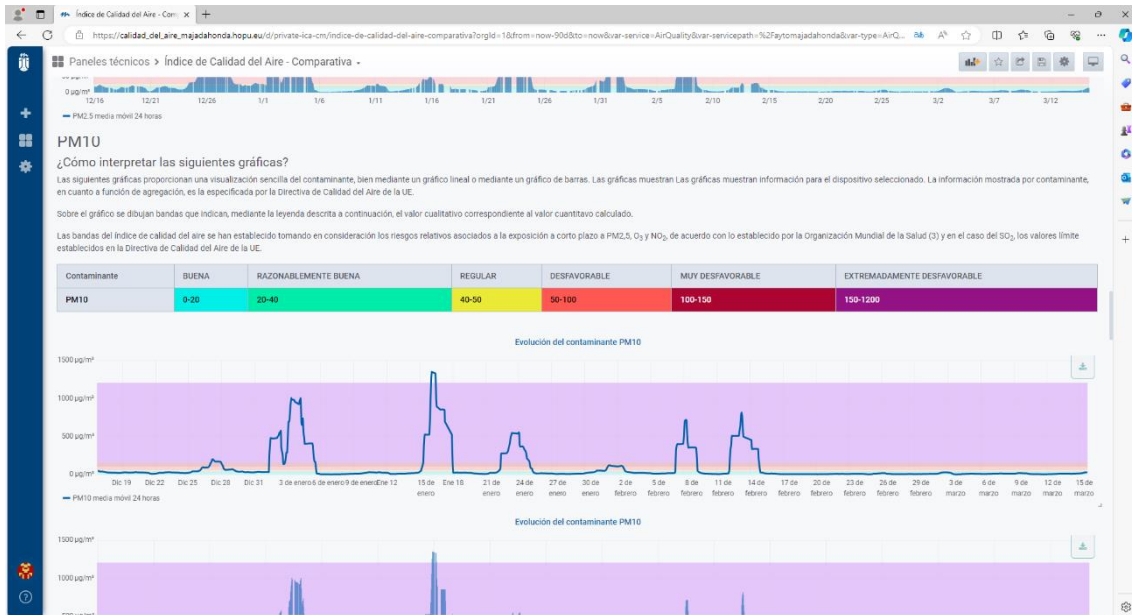 Índice de Calidad del Aire - Com
https://calidad_del_aire_majadahonda.hopu.eu/d/private-ica-cm/indice-de-calidad-del-aire-comparativa?orgId=1&from=now-90d&to=now&var-service=AirQuality&var-servicepath=%2Faytomajadahonda&var-type=AirQ...
Paneles técnicos > Índice de Calidad del Aire - Comparativa
0 µg/m³
12/16 12/21 12/26 1/1 1/6 1/11 1/16 1/21 1/26 1/31 2/5 2/10 2/15 2/20 2/25 3/2 3/7 3/12
PM2.5 media móvil 24 horas
PM10
¿Cómo interpretar las siguientes gráficas?
Las siguientes gráficas proporcionan una visualización sencilla del contaminante, bien mediante un gráfico lineal o mediante un gráfico de barras. Las gráficas muestran Las gráficas muestran información para el dispositivo seleccionado. La información mostrada por contaminante,
en cuanto a función de agregación, es la especificada por la Directiva de Calidad del Aire de la UE.
Sobre el gráfico se dibujan bandas que indican, mediante la leyenda descrita a continuación, el valor cualitativo correspondiente al valor cuantitavo calculado.
Las bandas del índice de calidad del aire se han establecido tomando en consideración los riesgos relativos asociados a la exposición a corto plazo a PM2,5, O₃ y NO₂, de acuerdo con lo establecido por la Organización Mundial de la Salud (3) y en el caso del SO₂, los valores límite
establecidos en la Directiva de Calidad del Aire de la UE.
Contaminante BUENA RAZONABLEMENTE BUENA REGULAR DESFAVORABLE MUY DESFAVORABLE EXTREMADAMENTE DESFAVORABLE
PM10 0-20 20-40 40-50 50-100 100-150 150-1200
Evolución del contaminante PM10
1500 µg/m³
1000 µg/m³
500 µg/m³
0 µg/m³
Dic 19 Dic 22 Dic 25 Dic 28 Dic 31 3 de enero 6 de enero 9 de enero Ene 12 15 de enero Ene 18 21 de enero 24 de enero 27 de enero 30 de enero 2 de febrero 5 de febrero 8 de febrero 11 de febrero 14 de febrero 17 de febrero 20 de febrero 23 de febrero 26 de febrero 29 de febrero 3 de marzo 6 de marzo 9 de marzo 12 de marzo 15 de marzo
PM10 media móvil 24 horas
Evolución del contaminante PM10
1500 µg/m³
1000 µg/m³